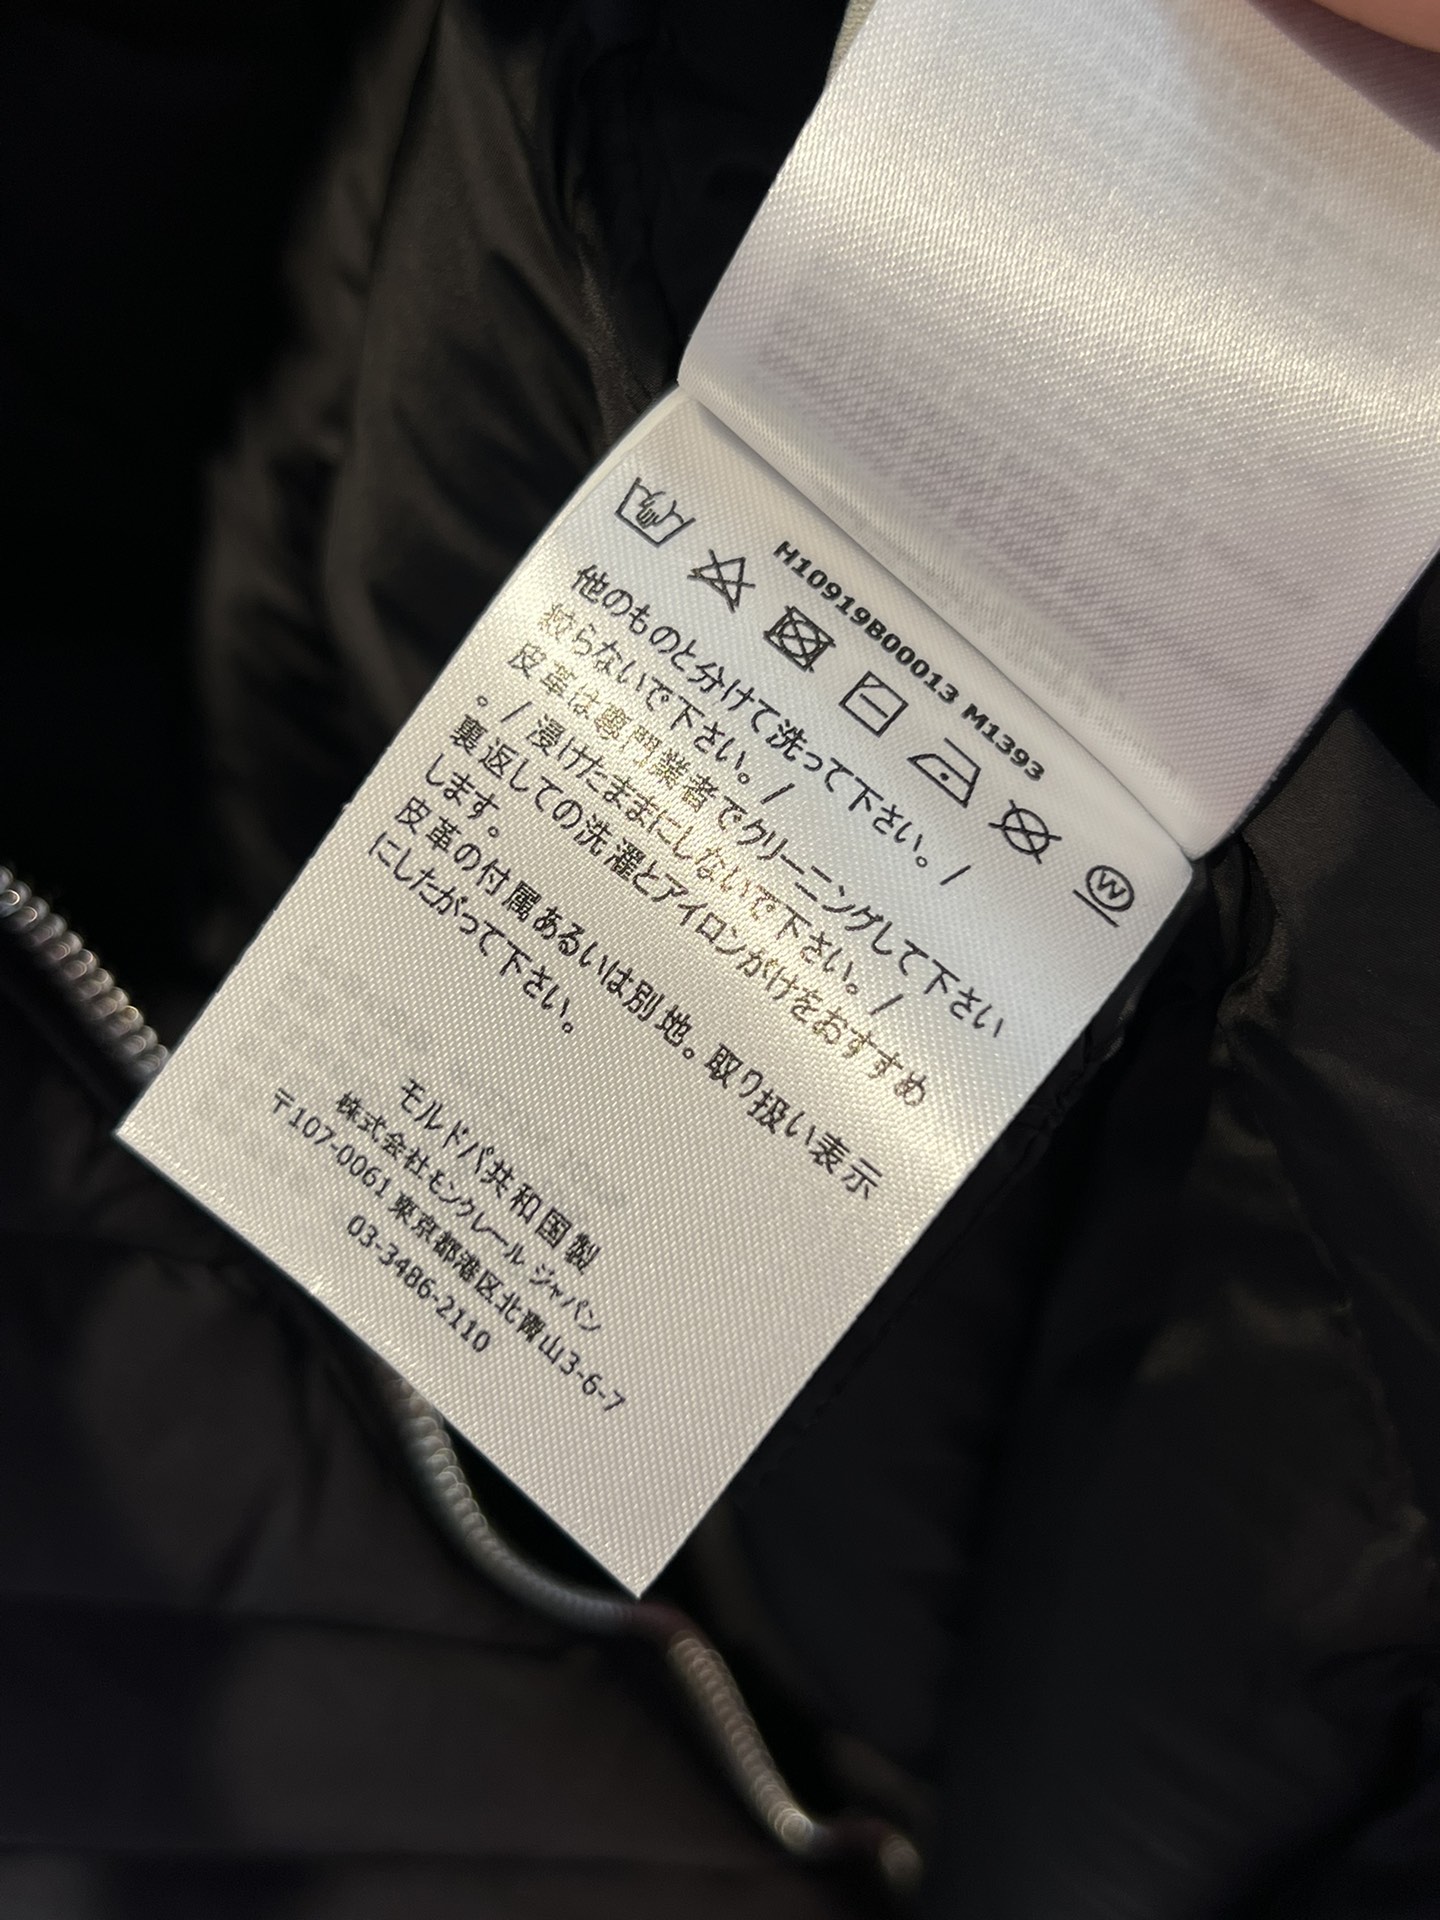 H10919B00013 M1393
W
他のものと分けて洗って下さい。/
絞らないで下さい。/
皮革は専門業者でクリーニングして下さい
。/ 浸けたままにしないで下さい。/
裏返しての洗濯とアイロンがけをおすすめ
します。
皮革の付属あるいは別地。取り扱い表示
にしたがって下さい。
モルドバ共和国製
株式会社モンクレール ジャパン
〒107-0061 東京都港区北青山3-6-7
03-3486-2110